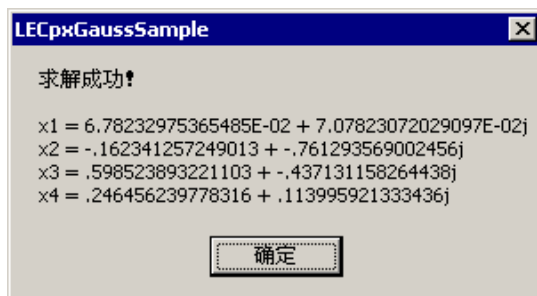 LECpxGaussSample
求解成功!
x1 = 6.78232975365485E-02 + 7.07823072029097E-02j
x2 = -.162341257249013 + -.761293569002456j
x3 = .598523893221103 + -.437131158264438j
x4 = .246456239778316 + .113995921333436j
确定